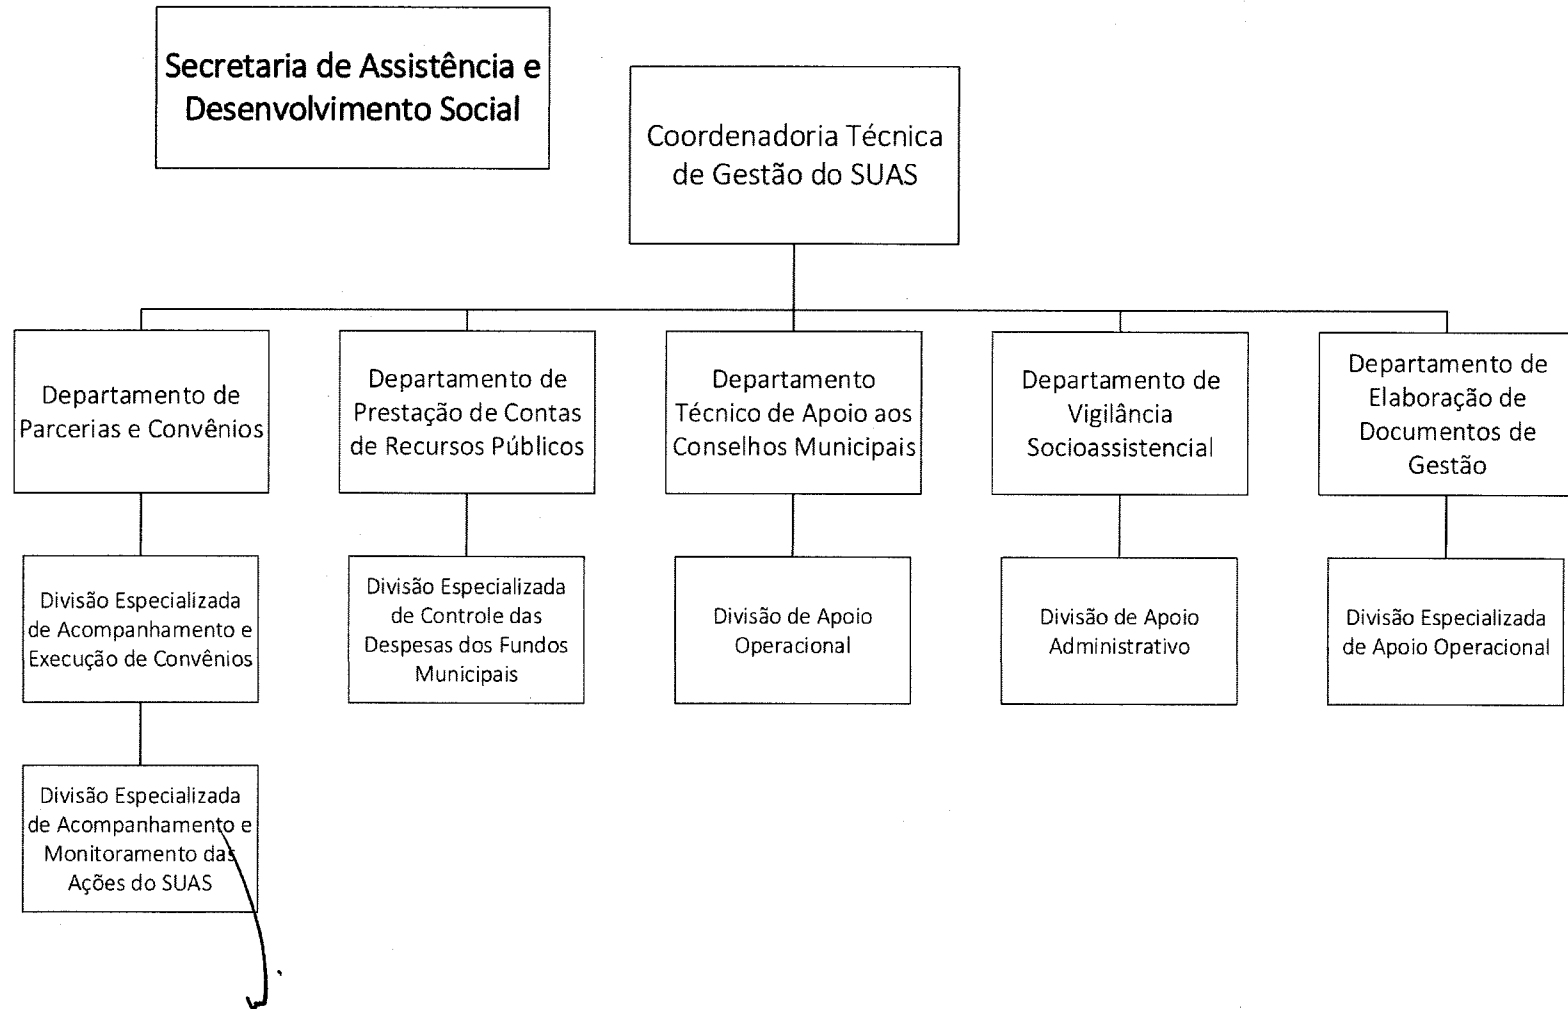 Secretaria de Assistência e
Desenvolvimento Social
Coordenadoria Técnica
de Gestão do SUAS
Departamento de
Parcerias e Convênios
Departamento de
Prestação de Contas
de Recursos Públicos
Departamento
Técnico de Apoio aos
Conselhos Municipais
Departamento de
Vigilância
Socioassistencial
Departamento de
Elaboração de
Documentos de
Gestão
Divisão Especializada
de Acompanhamento e
Execução de Convênios
Divisão Especializada
de Controle das
Despesas dos Fundos
Municipais
Divisão de Apoio
Operacional
Divisão de Apoio
Administrativo
Divisão Especializada
de Apoio Operacional
Divisão Especializada
de Acompanhamento e
Monitoramento das
Ações do SUAS